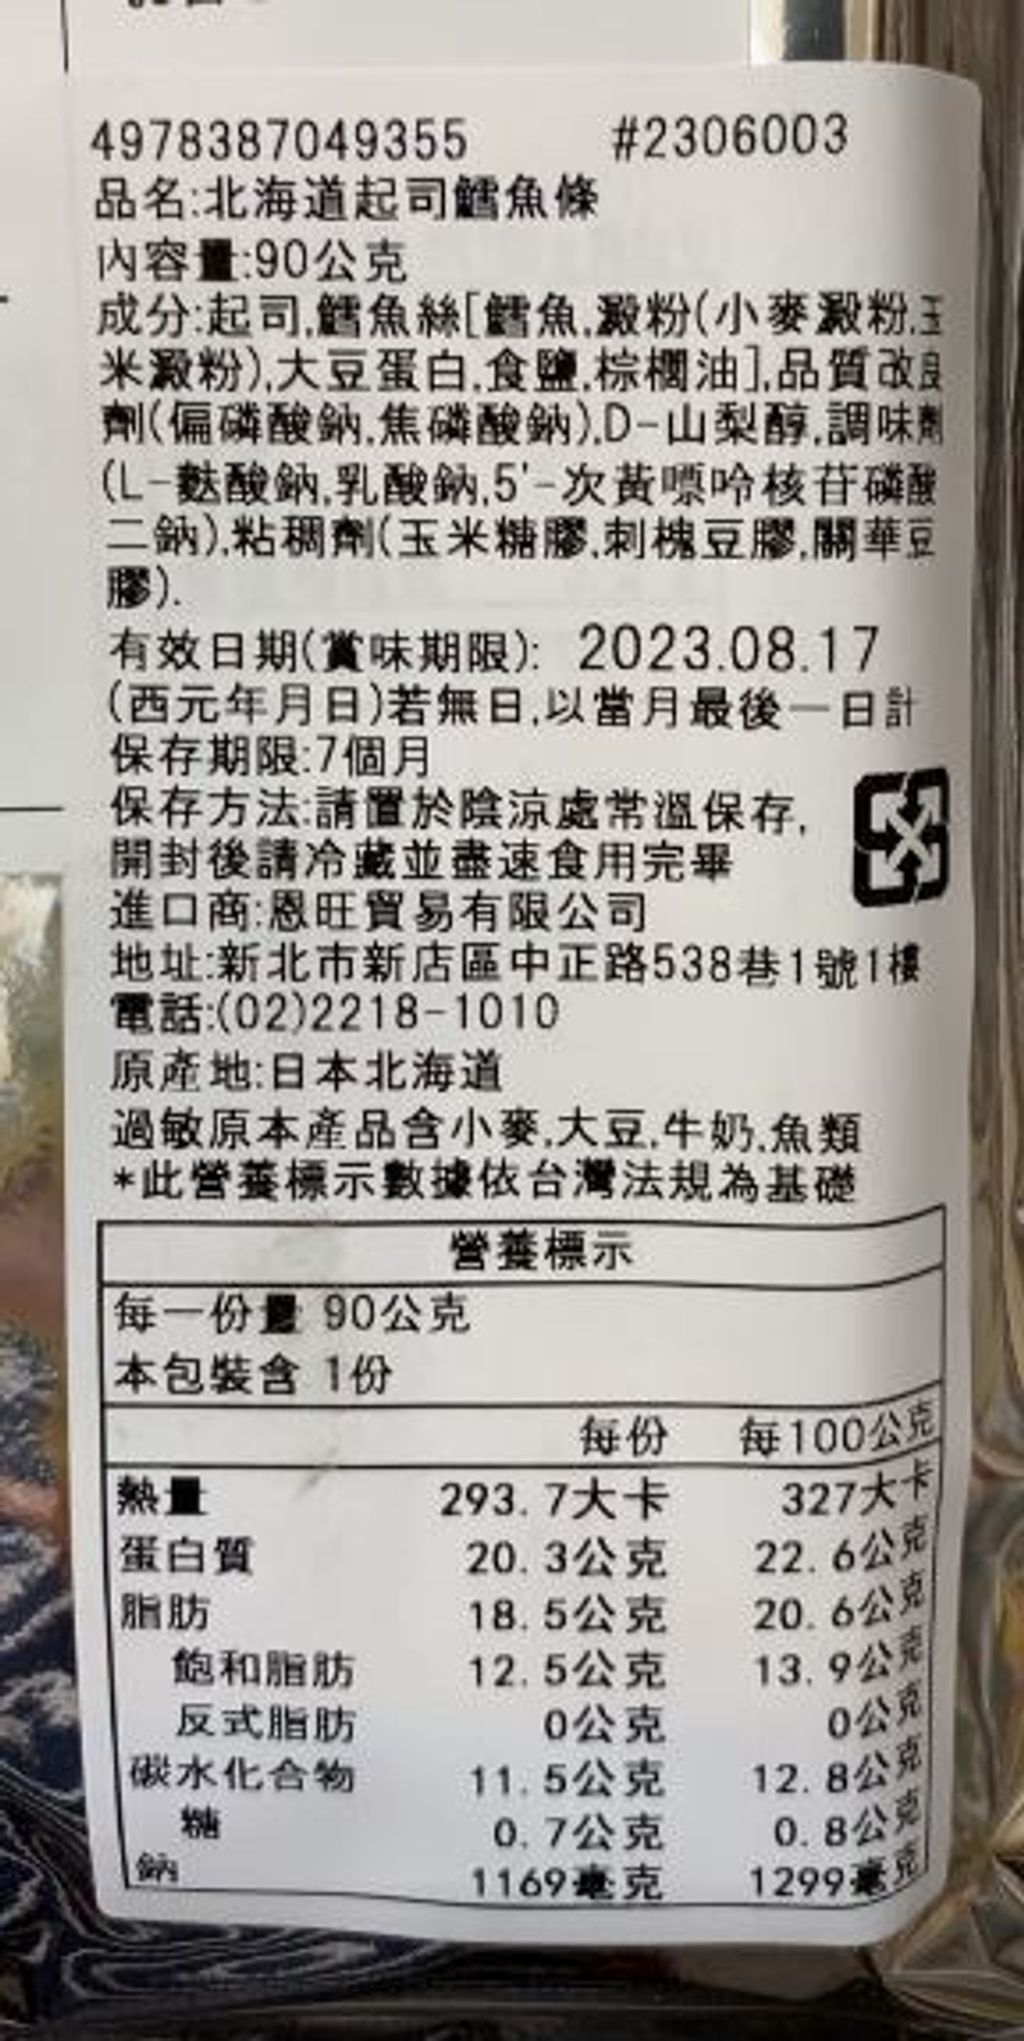 4978387049355 #2306003
品名:北海道起司鱈魚條
內容量:90公克
成分:起司,鱈魚絲[鱈魚,澱粉(小麥澱粉,玉
米澱粉),大豆蛋白,食鹽,棕櫚油],品質改良
劑(偏磷酸鈉,焦磷酸鈉),D-山梨醇,調味劑
(L-麩酸鈉,乳酸鈉,5'-次黃嘌呤核苷磷酸
二鈉),粘稠劑(玉米糖膠,刺槐豆膠,關華豆
膠).
有效日期(賞味期限): 2023.08.17
(西元年月日)若無日,以當月最後一日計
保存期限:7個月
保存方法:請置於陰涼處常溫保存,
開封後請冷藏並盡速食用完畢
進口商:恩旺貿易有限公司
地址:新北市新店區中正路538巷1號1樓
電話:(02)2218-1010
原產地:日本北海道
過敏原本產品含小麥,大豆,牛奶,魚類
*此營養標示數據依台灣法規為基礎
營養標示
每一份量 90公克
本包裝含 1份
每份 每100公克
熱量 293.7大卡 327大卡
蛋白質 20.3公克 22.6公克
脂肪 18.5公克 20.6公克
飽和脂肪 12.5公克 13.9公克
反式脂肪 0公克 0公克
碳水化合物 11.5公克 12.8公克
糖 0.7公克 0.8公克
鈉 1169毫克 1299毫克